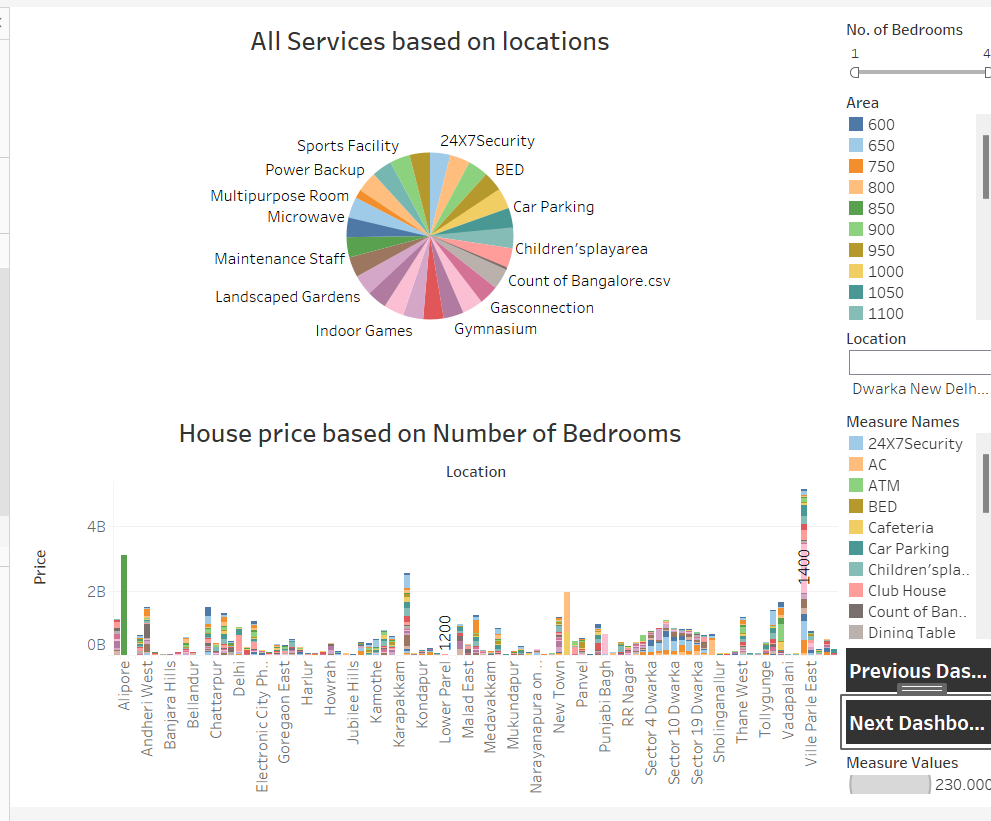 All Services based on locations
Sports Facility
24X7Security
Power Backup
BED
Multipurpose Room
Car Parking
Microwave
Children'splayarea
Maintenance Staff
Count of Bangalore.csv
Landscaped Gardens
Gasconnection
Indoor Games
Gymnasium
House price based on Number of Bedrooms
Location
Price
4B
2B
0B
1200
1400
Aiipore
Andheri West
Banjara Hills
Bellandur
Chattarpur
Delhi
Electronic City Ph..
Goregaon East
Harlur
Howrah
Jubilee Hills
Kamothe
Karapakkam
Kondapur
Lower Parel
Malad East
Medavakkam
Mukundapur
Narayanapura on ..
New Town
Panvel
Punjabi Bagh
RR Nagar
Sector 4 Dwarka
Sector 10 Dwarka
Sector 19 Dwarka
Sholinganallur
Thane West
Tollygunge
Vadapalani
Ville Parle East
No. of Bedrooms
1 4
Area
600
650
750
800
850
900
950
1000
1050
1100
Location
Dwarka New Delh...
Measure Names
24X7Security
AC
ATM
BED
Cafeteria
Car Parking
Children'spla..
Club House
Count of Ban..
Dining Table
Previous Das...
Next Dashbo...
Measure Values
230.000